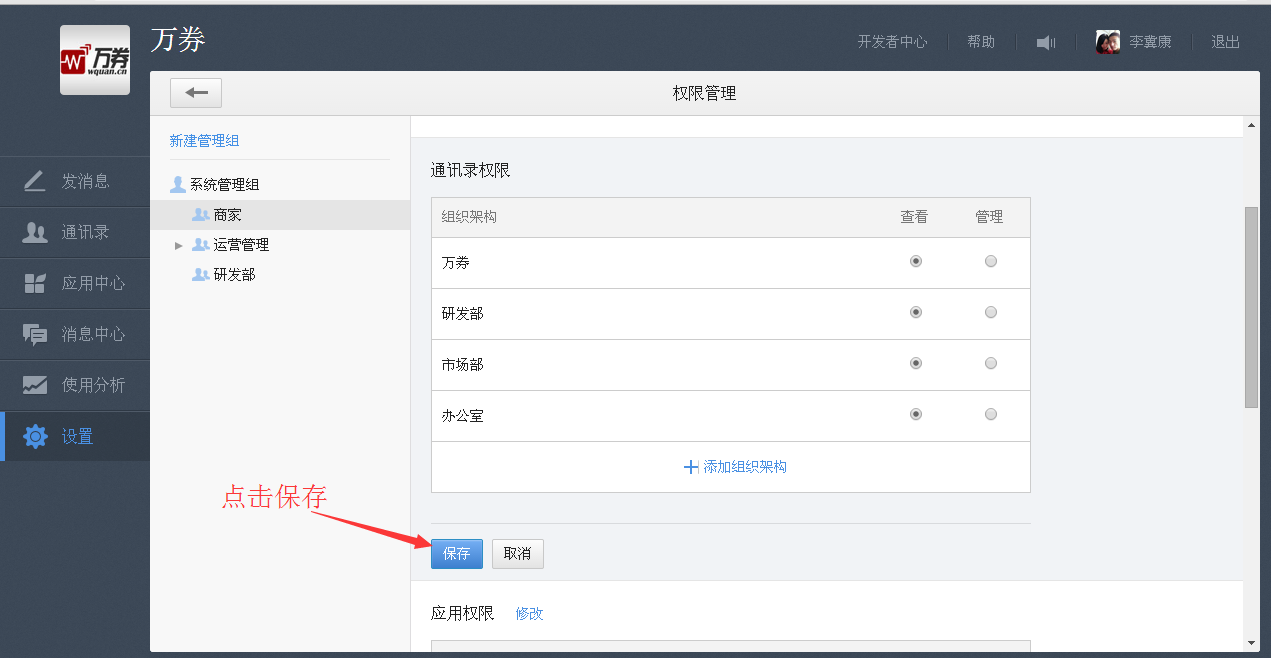 万券
万券
wquan.cn
开发者中心 帮助 李冀康 退出
权限管理
新建管理组
系统管理组
商家
运营管理
研发部
发消息
通讯录
应用中心
消息中心
使用分析
设置
通讯录权限
组织架构 查看 管理
万券
研发部
市场部
办公室
添加组织架构
点击保存
保存 取消
应用权限 修改